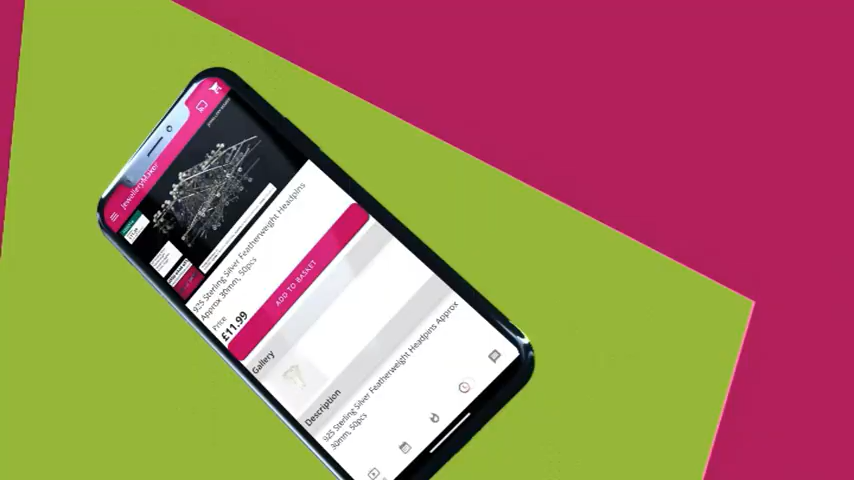 JewelleryMaker
925 Sterling Silver Featherweight Headpins
Approx 30mm, 50pcs
Price
£11.99
ADD TO BASKET
Gallery
Description
925 Sterling Silver Featherweight Headpins Approx
30mm, 50pcs